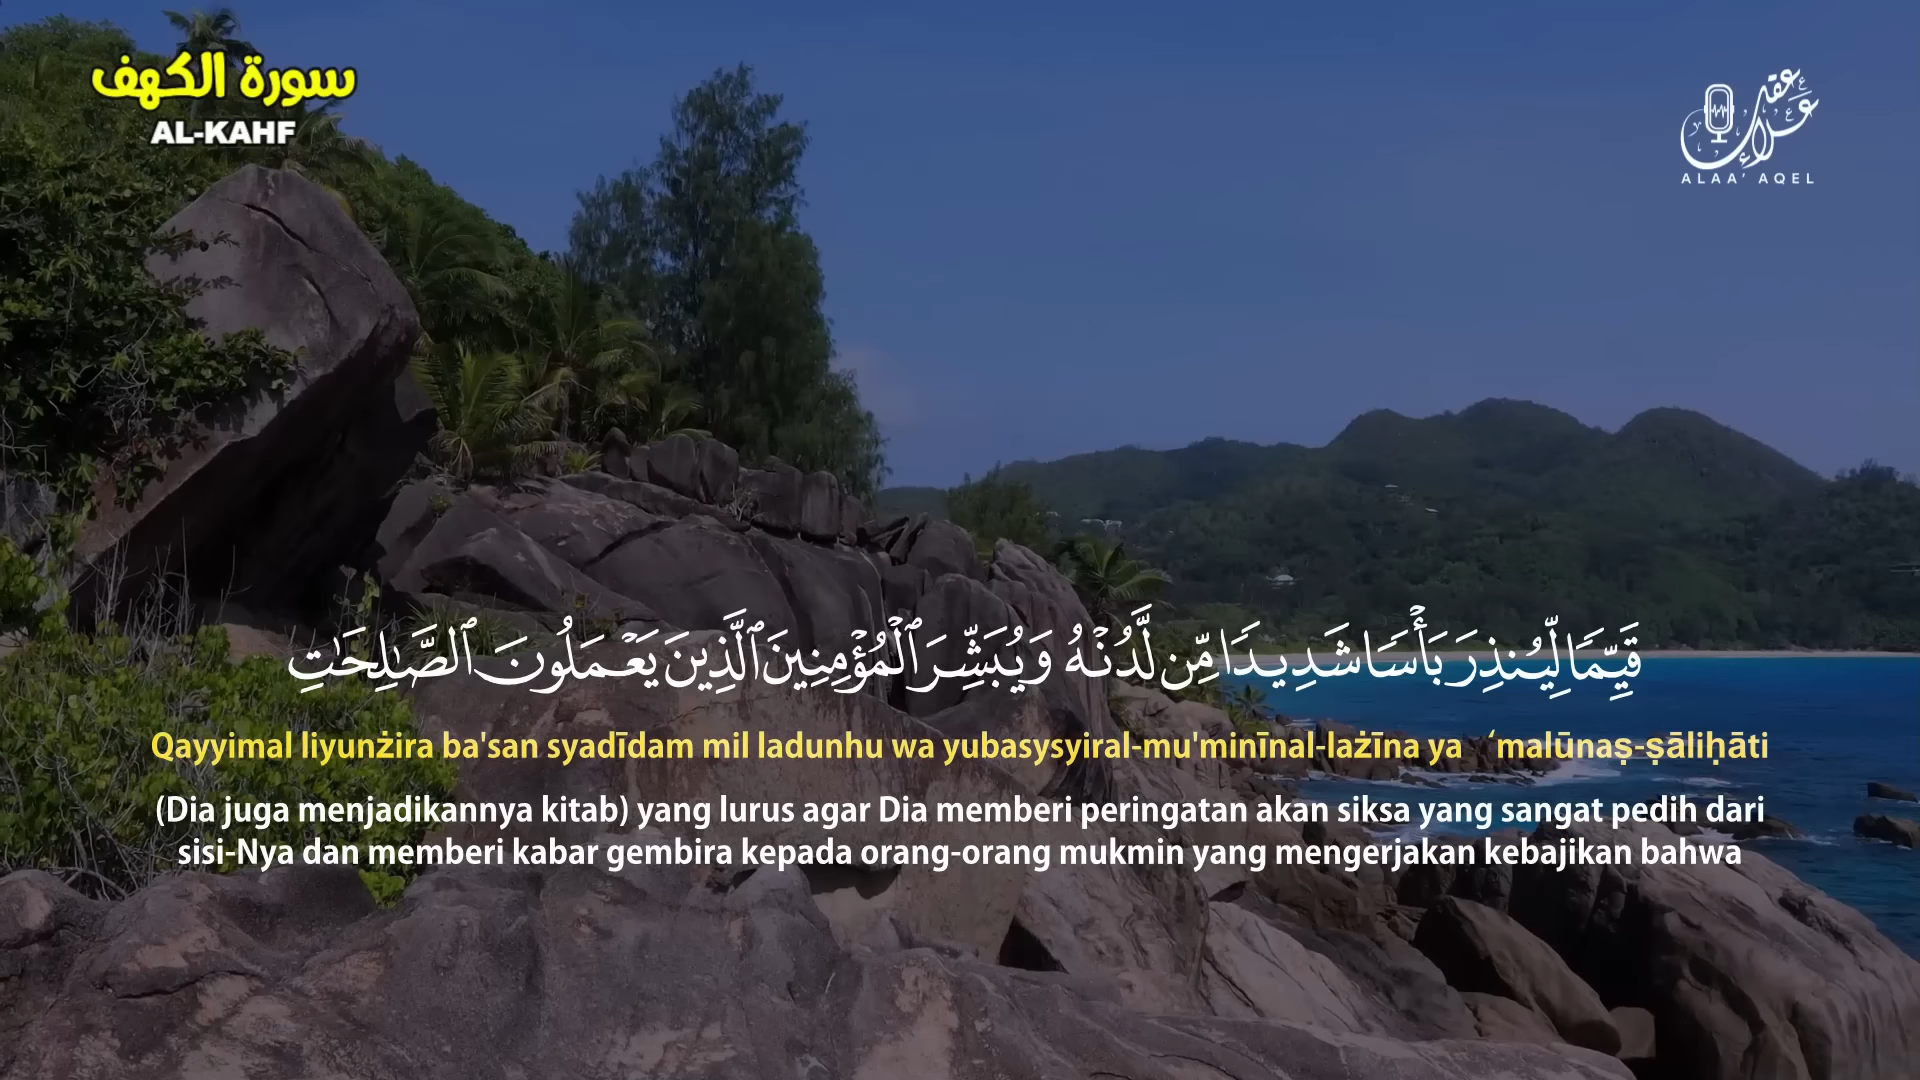 سورة الكهف
AL-KAHF
علاء عقل
ALAA' AQEL
قَيِّمًا لِّيُنذِرَ بَأْسًا شَدِيدًا مِّن لَّدُنْهُ وَيُبَشِّرَ ٱلْمُؤْمِنِينَ ٱلَّذِينَ يَعْمَلُونَ ٱلصَّٰلِحَٰتِ
Qayyimal liyunżira ba'san syadīdam mil ladunhu wa yubasysyiral-mu'minīnal-lażīna ya ‘malūnaṣ-ṣāliḥāti
(Dia juga menjadikannya kitab) yang lurus agar Dia memberi peringatan akan siksa yang sangat pedih dari
sisi-Nya dan memberi kabar gembira kepada orang-orang mukmin yang mengerjakan kebajikan bahwa